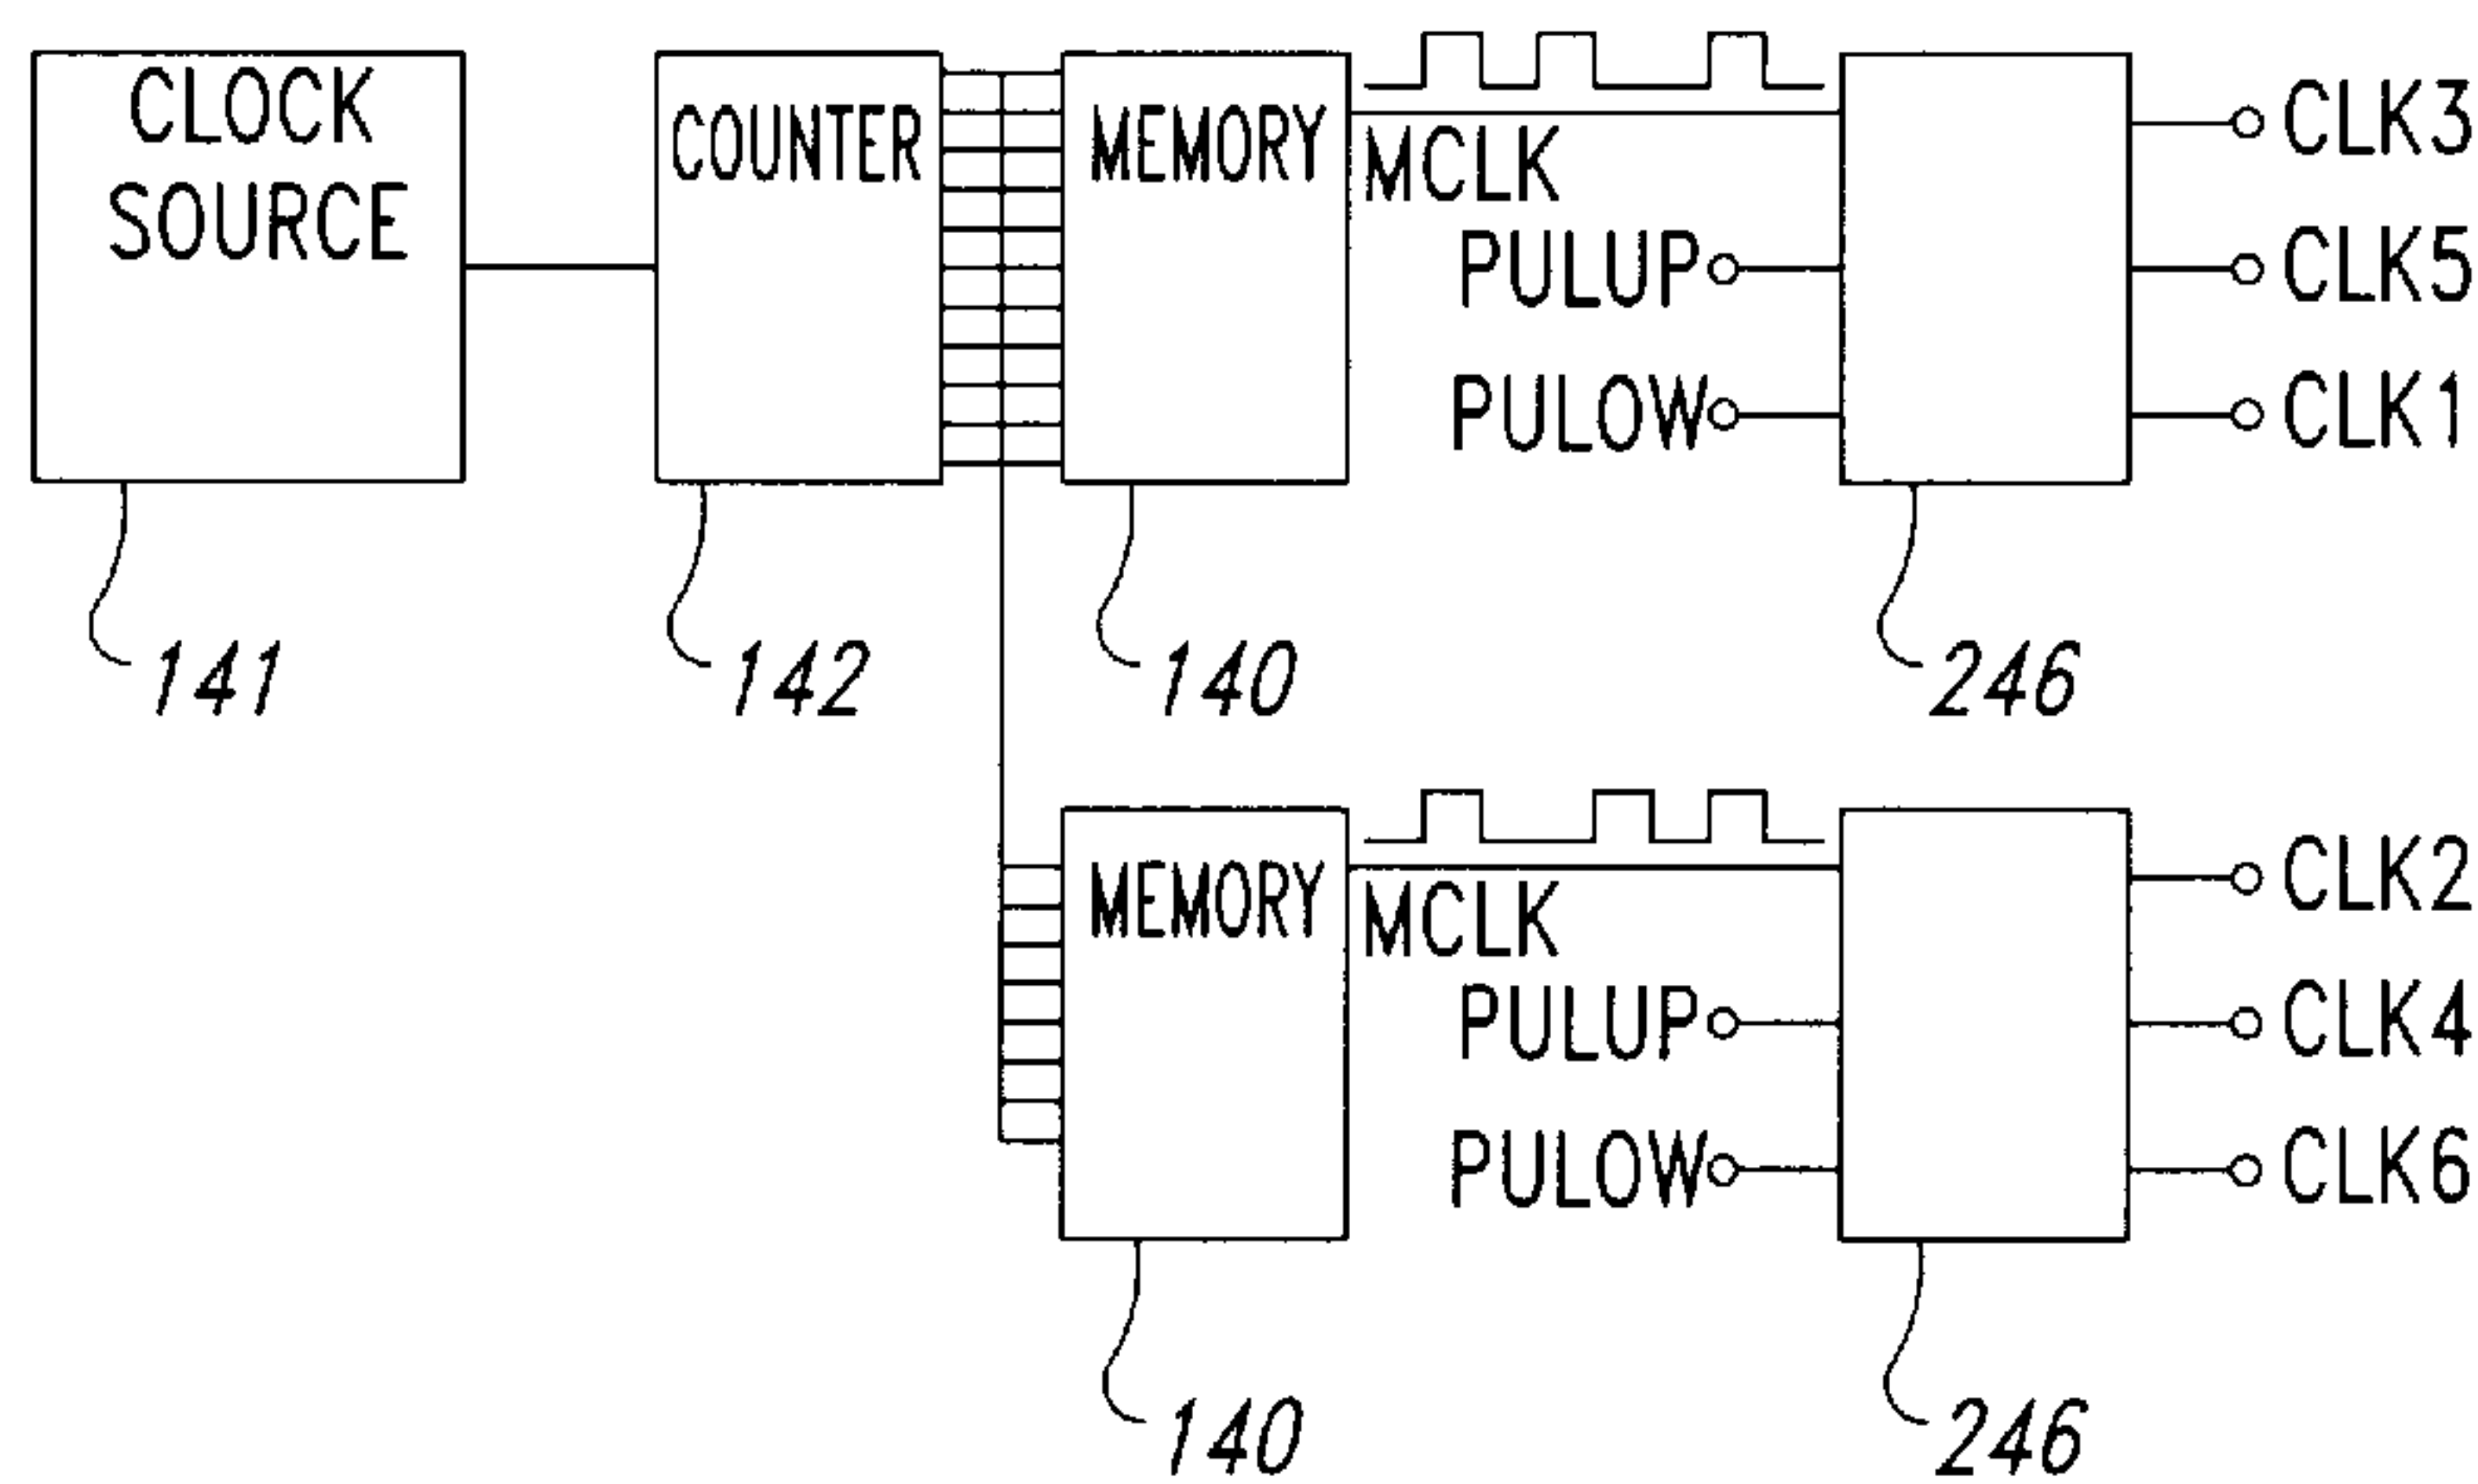 CLOCK
SOURCE
COUNTER
MEMORY
MCLK
PULUP
PULOW
CLK3
CLK5
CLK1
141
142
140
246
MEMORY
MCLK
PULUP
PULOW
CLK2
CLK4
CLK6
140
246